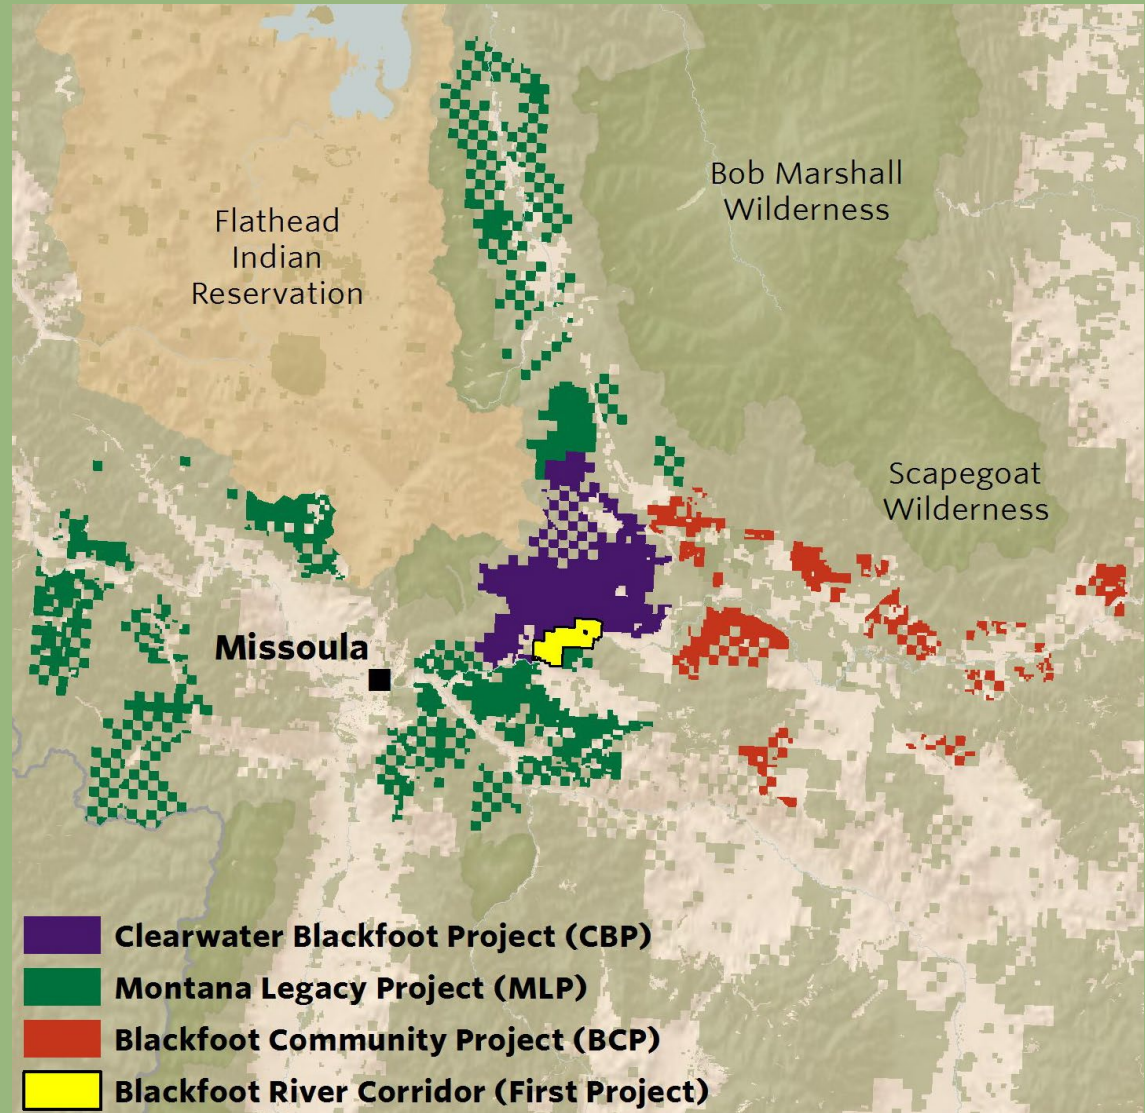 Bob Marshall
Wilderness
Flathead
Indian
Reservation
Scapegoat
Wilderness
Missoula
Clearwater Blackfoot Project (CBP)
Montana Legacy Project (MLP)
Blackfoot Community Project (BCP)
Blackfoot River Corridor (First Project)